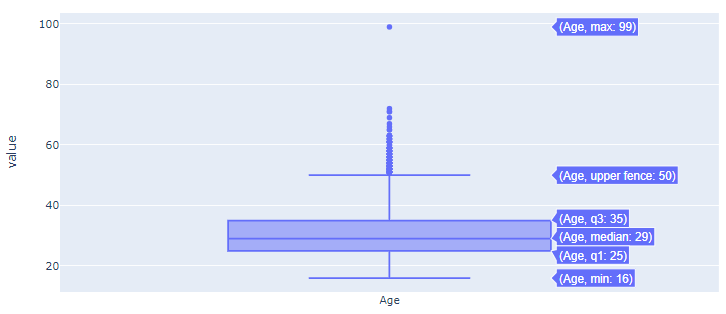 100
(Age, max: 99)
80
value
60
(Age, upper fence: 50)
40
(Age, q3: 35)
(Age, median: 29)
(Age, q1: 25)
20
(Age, min: 16)
Age